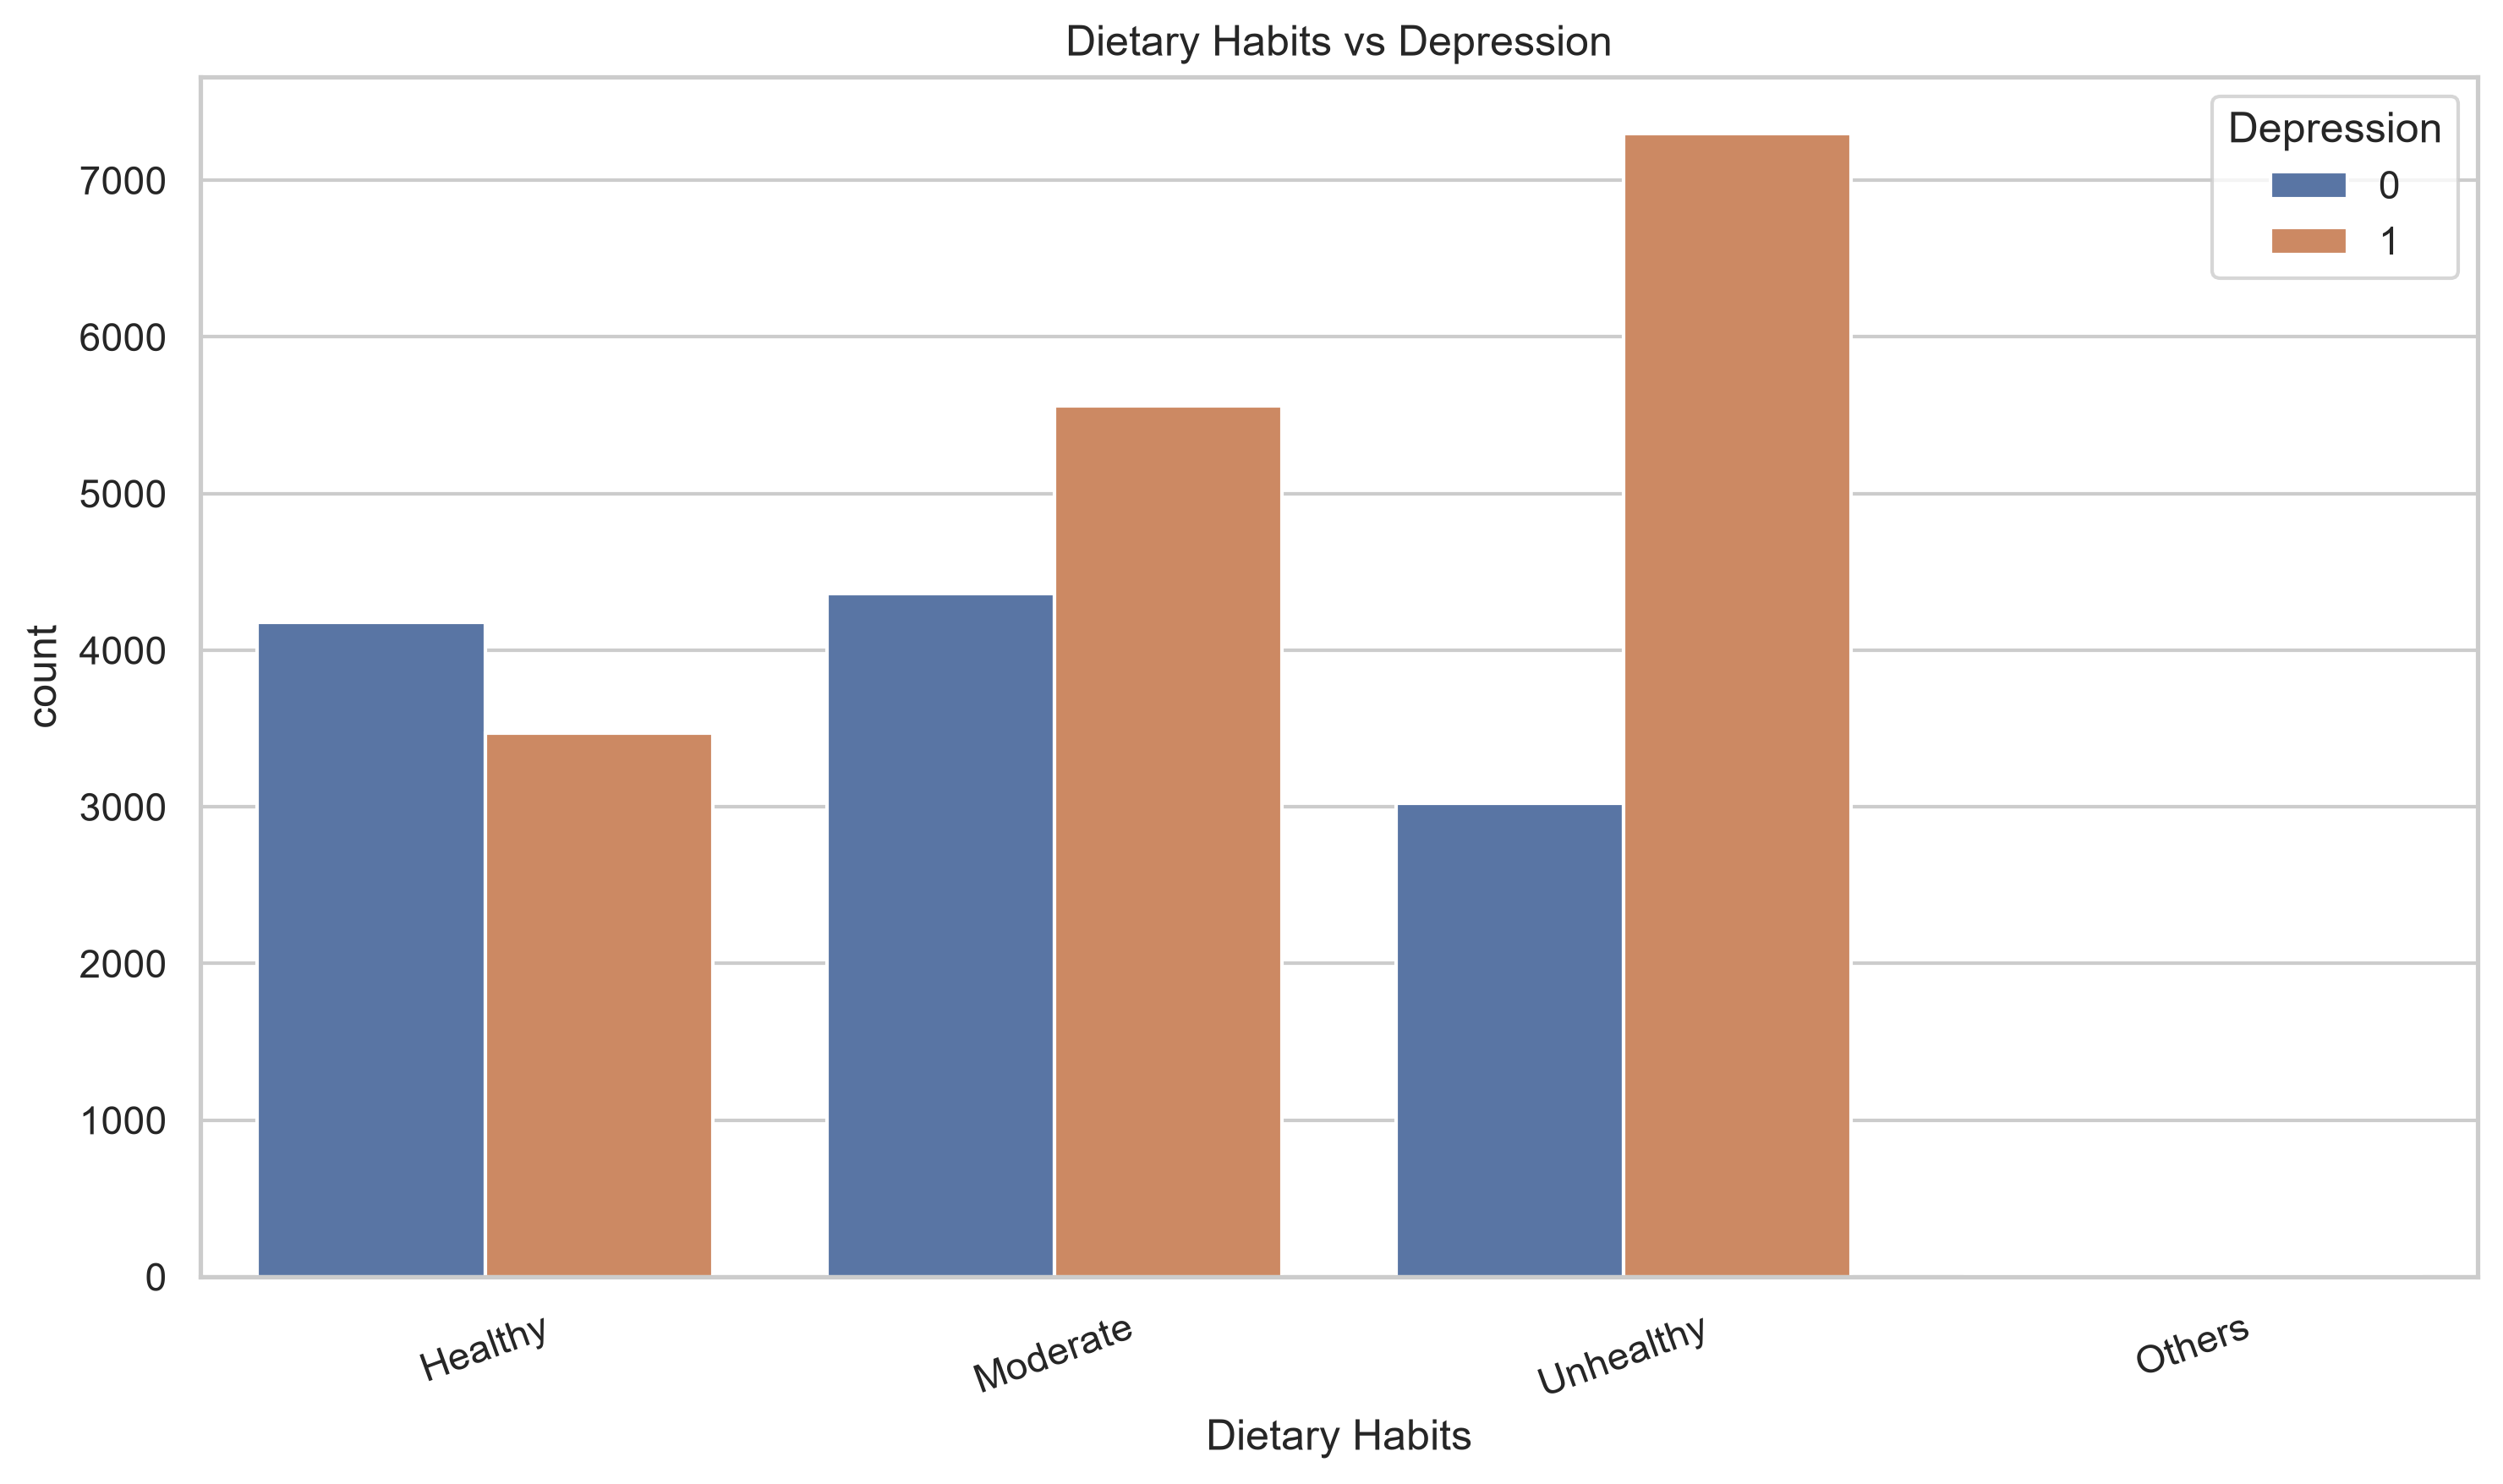 Dietary Habits vs Depression
Depression
0
1
7000
6000
5000
4000
3000
2000
1000
0
count
Healthy
Moderate
Unhealthy
Others
Dietary Habits